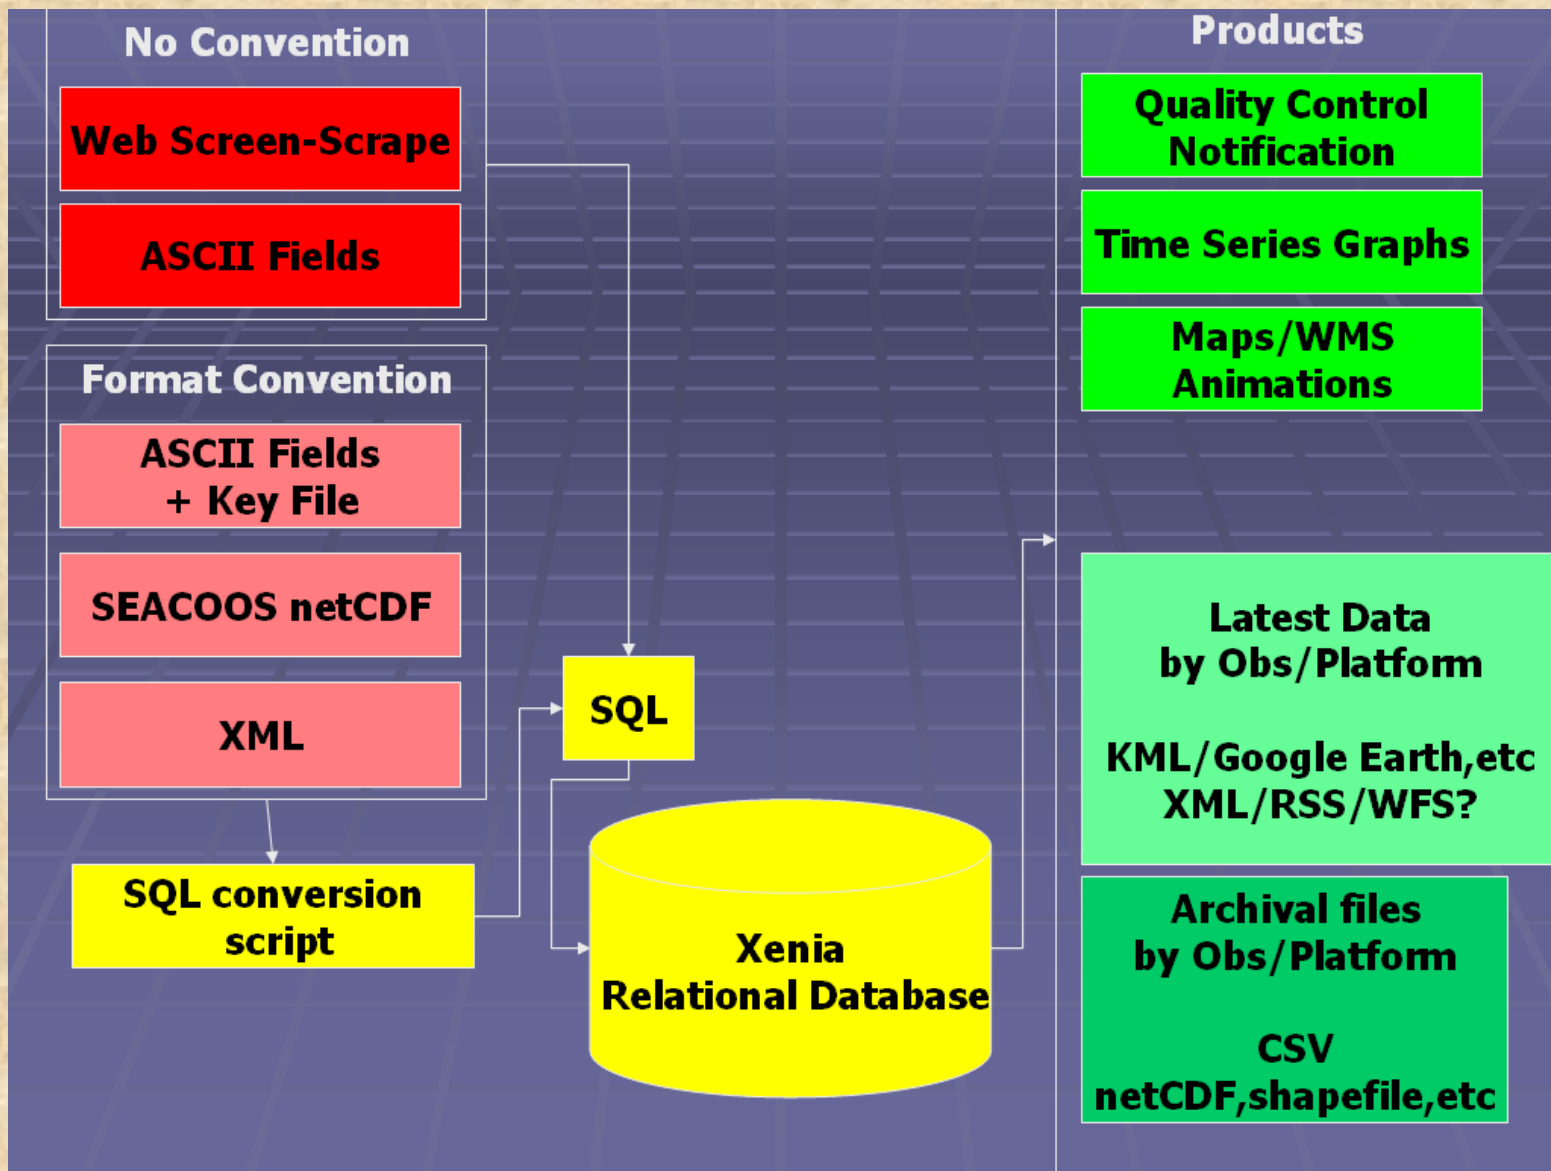 No Convention
Web Screen-Scrape
ASCII Fields
Format Convention
ASCII Fields
+ Key File
SEACOOS netCDF
XML
SQL conversion
script
SQL
Xenia
Relational Database
Products
Quality Control
Notification
Time Series Graphs
Maps/WMS
Animations
Latest Data
by Obs/Platform
KML/Google Earth,etc
XML/RSS/WFS?
Archival files
by Obs/Platform
CSV
netCDF,shapefile,etc